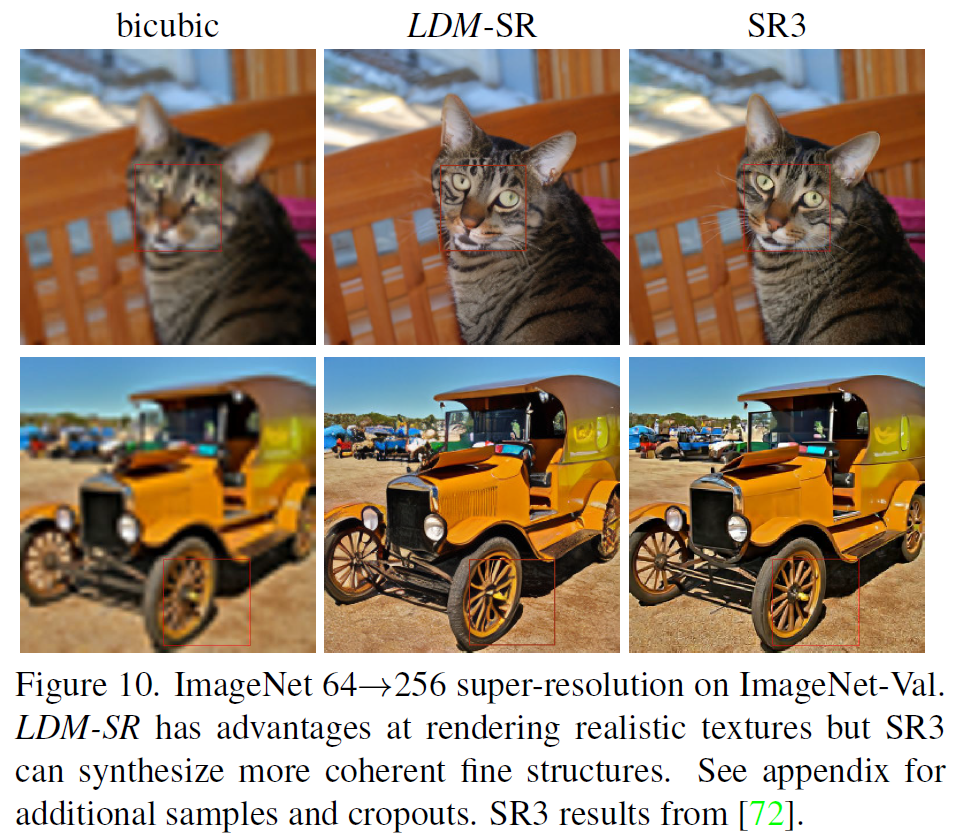 bicubic LDM-SR SR3
Figure 10. ImageNet 64→256 super-resolution on ImageNet-Val.
LDM-SR has advantages at rendering realistic textures but SR3
can synthesize more coherent fine structures. See appendix for
additional samples and cropouts. SR3 results from [72].